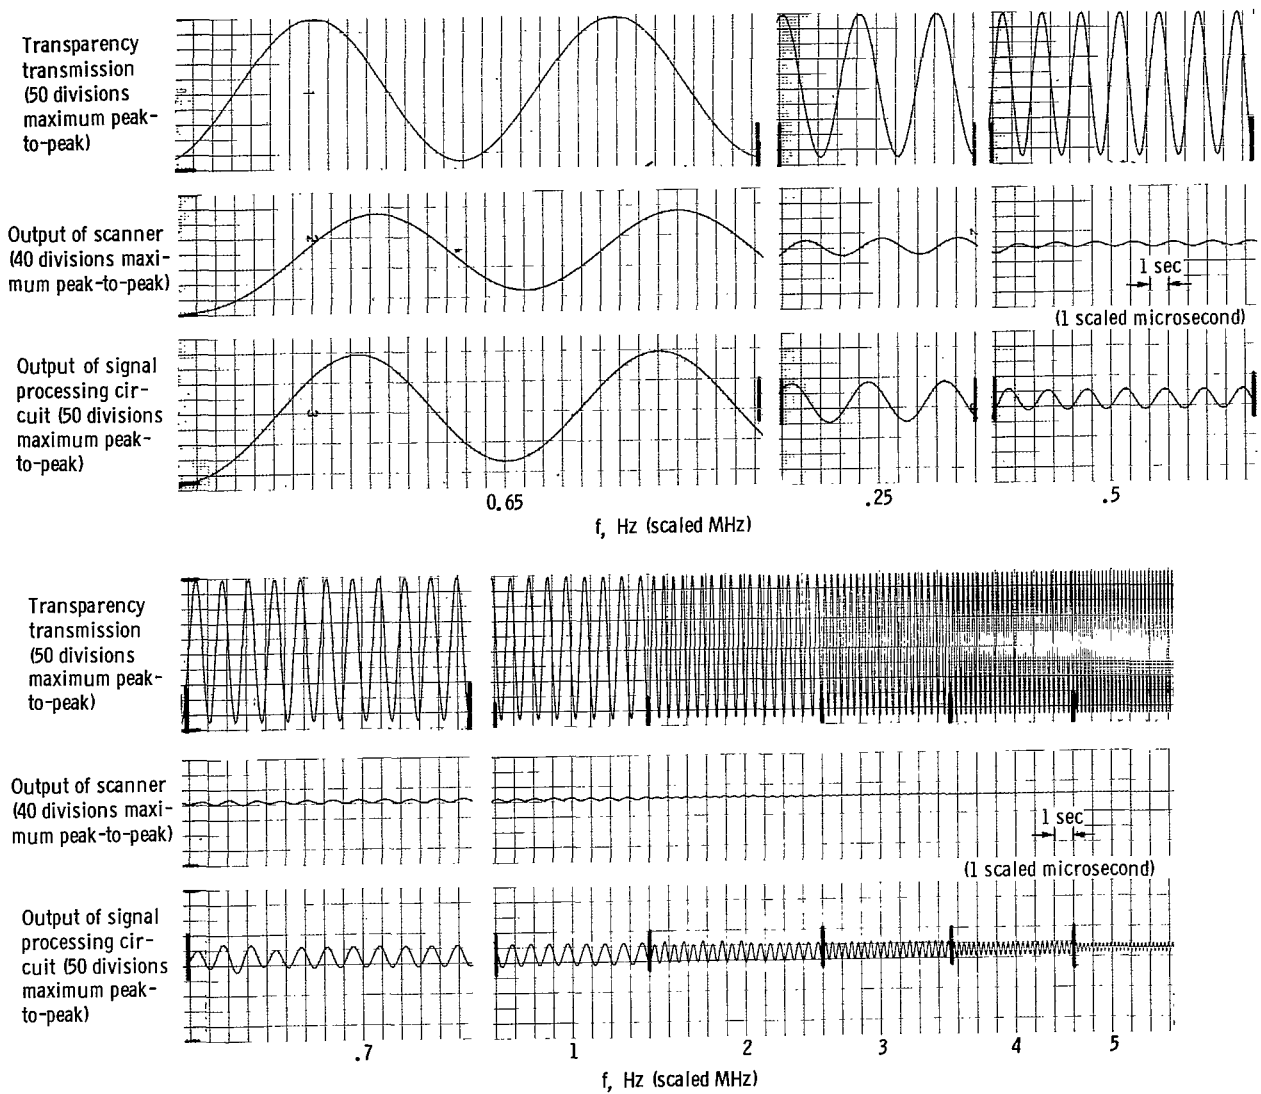 Transparency
transmission
(50 divisions
maximum peak-
to-peak)
1
Output of scanner
(40 divisions maxi-
mum peak-to-peak)
2
2
1 sec
(1 scaled microsecond)
Output of signal
processing cir-
cuit (50 divisions
maximum peak-
to-peak)
3
0.65
.25
.5
f, Hz (scaled MHz)
Transparency
transmission
(50 divisions
maximum peak-
to-peak)
Output of scanner
(40 divisions maxi-
mum peak-to-peak)
1 sec
(1 scaled microsecond)
Output of signal
processing cir-
cuit (50 divisions
maximum peak-
to-peak)
.7
1
2
3
4
5
f, Hz (scaled MHz)